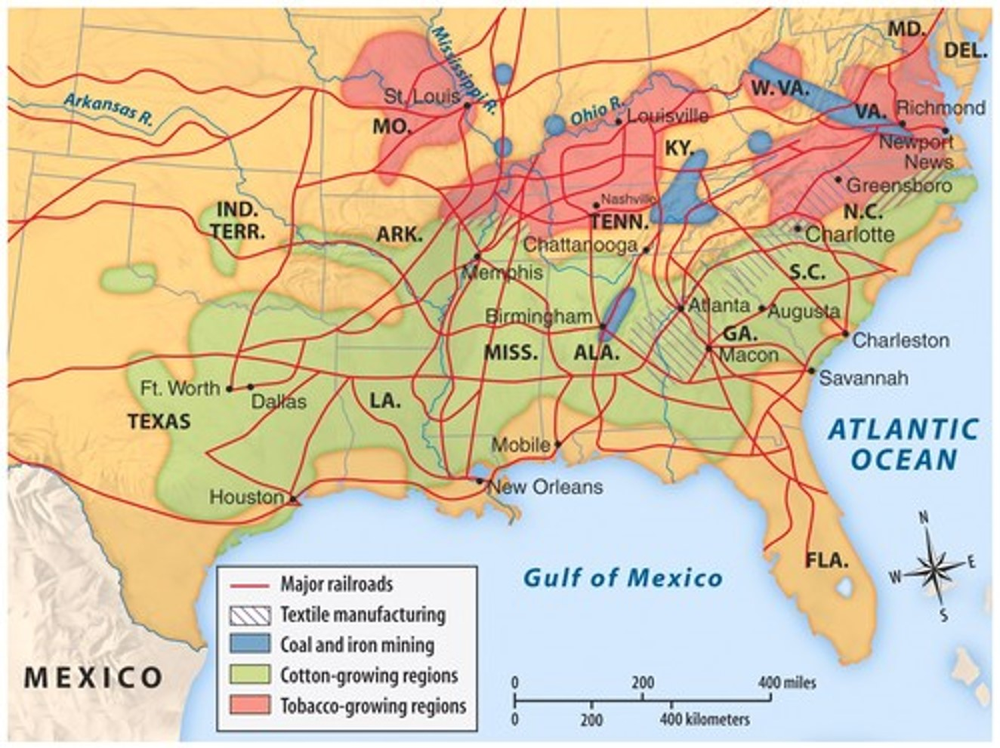 MD.
DEL.
Mississippi R.
Arkansas R.
St. Louis
MO.
Ohio R.
Louisville
W. VA.
VA.
Richmond
Newport
News
KY.
Greensboro
IND.
TERR.
ARK.
Nashville
TENN.
N.C.
Charlotte
Chattanooga
Memphis
S.C.
Birmingham
Atlanta
Augusta
MISS.
ALA.
GA.
Macon
Charleston
Savannah
Ft. Worth
Dallas
LA.
TEXAS
Mobile
New Orleans
Houston
ATLANTIC
OCEAN
FLA.
Gulf of Mexico
N
E
W
S
MEXICO
Major railroads
Textile manufacturing
Coal and iron mining
Cotton-growing regions
Tobacco-growing regions
0 200 400 miles
0 200 400 kilometers